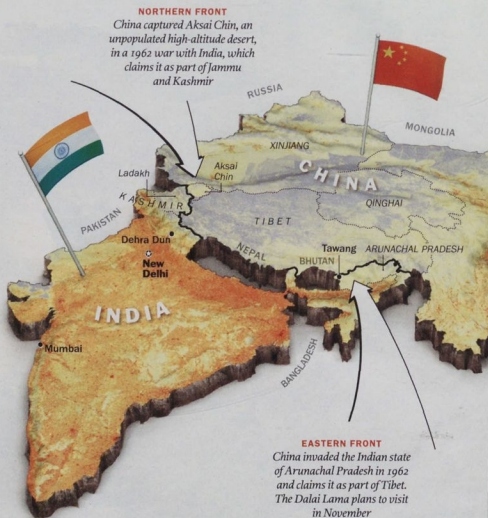 NORTHERN FRONT
China captured Aksai Chin, an
unpopulated high-altitude desert,
in a 1962 war with India, which
claims it as part of Jammu
and Kashmir
RUSSIA
MONGOLIA
XINJIANG
Aksai
Chin
CHINA
Ladakh
KASHMIR
QINGHAI
PAKISTAN
TIBET
Dehra Dun
New
Delhi
NEPAL
Tawang
ARUNACHAL PRADESH
BHUTAN
INDIA
Mumbai
BANGLADESH
EASTERN FRONT
China invaded the Indian state
of Arunachal Pradesh in 1962
and claims it as part of Tibet.
The Dalai Lama plans to visit
in November